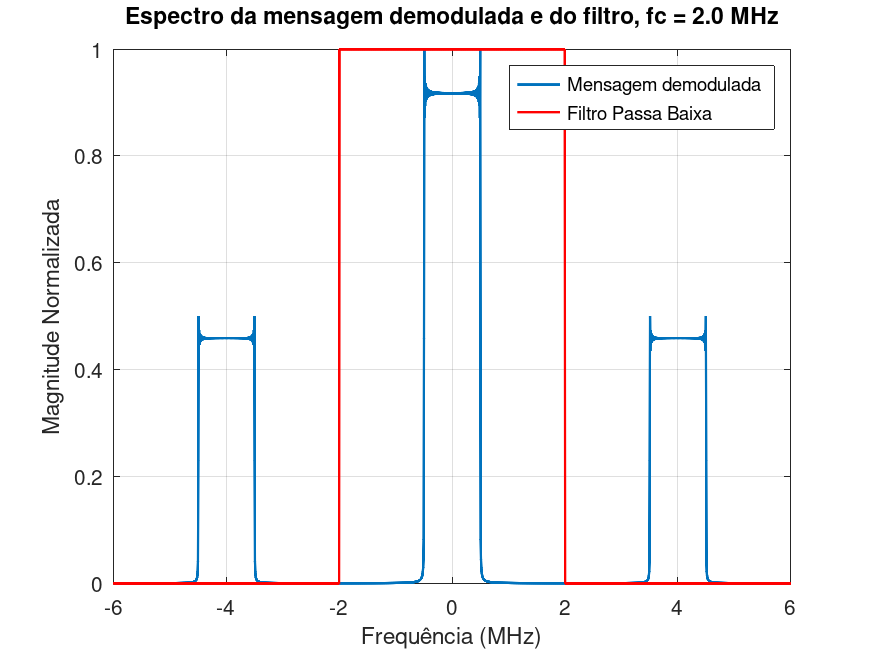 Espectro da mensagem demodulada e do filtro, fc = 2.0 MHz
1
0.8
0.6
0.4
0.2
0
Magnitude Normalizada
Mensagem demodulada
Filtro Passa Baixa
-6 -4 -2 0 2 4 6
Frequência (MHz)